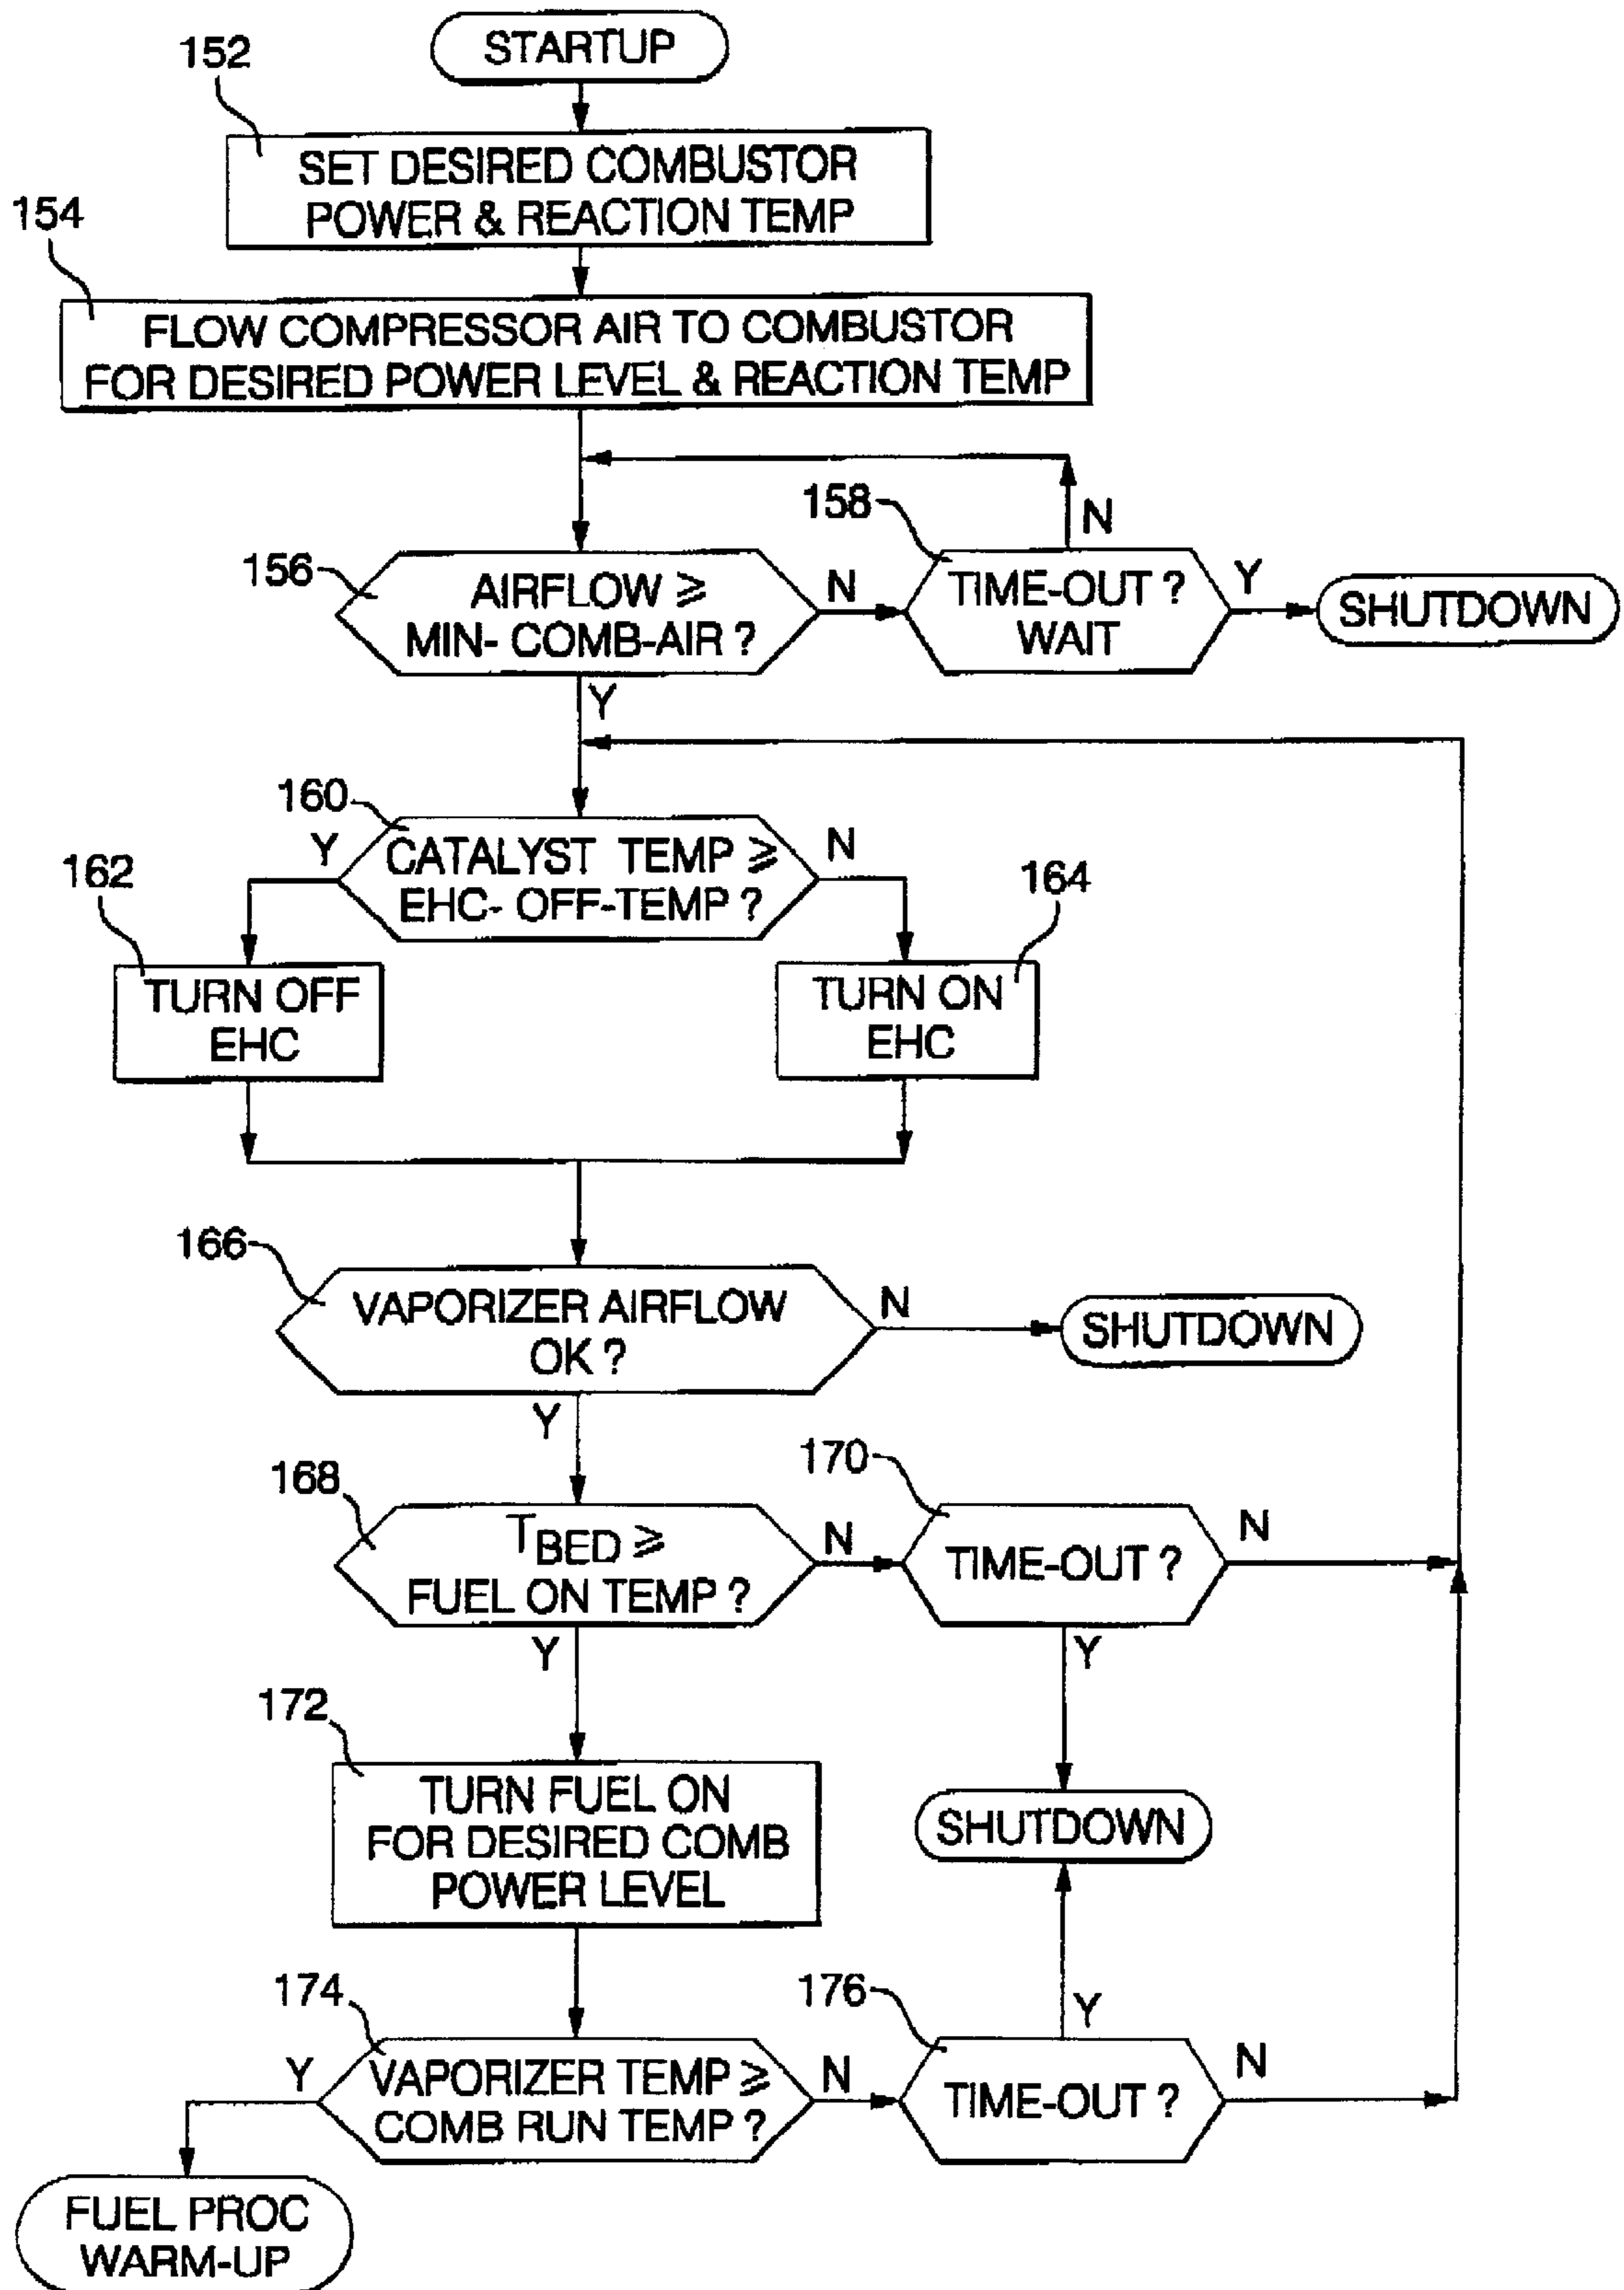 STARTUP
152
SET DESIRED COMBUSTOR
POWER & REACTION TEMP
154
FLOW COMPRESSOR AIR TO COMBUSTOR
FOR DESIRED POWER LEVEL & REACTION TEMP
156
AIRFLOW ≥
MIN- COMB-AIR ?
N
Y
158
TIME-OUT ?
WAIT
N
Y
SHUTDOWN
160
CATALYST TEMP ≥
EHC- OFF-TEMP ?
Y
N
162
TURN OFF
EHC
164
TURN ON
EHC
166
VAPORIZER AIRFLOW
OK ?
N
SHUTDOWN
Y
168
TBED ≥
FUEL ON TEMP ?
N
Y
170
TIME-OUT ?
N
Y
SHUTDOWN
172
TURN FUEL ON
FOR DESIRED COMB
POWER LEVEL
174
VAPORIZER TEMP ≥
COMB RUN TEMP ?
Y
N
176
TIME-OUT ?
Y
N
FUEL PROC
WARM-UP